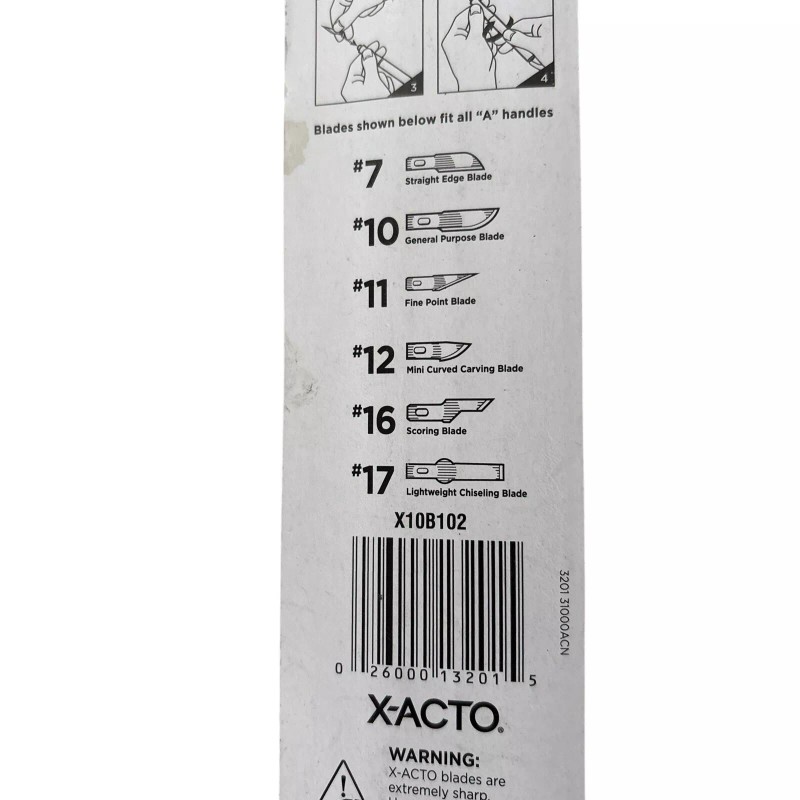 3
4
Blades shown below fit all “A” handles
#7
Straight Edge Blade
#10
General Purpose Blade
#11
Fine Point Blade
#12
Mini Curved Carving Blade
#16
Scoring Blade
#17
Lightweight Chiseling Blade
X10B102
0 26000 13201 5
3201 31000ACN
X-ACTO®
WARNING:
X-ACTO blades are
extremely sharp.